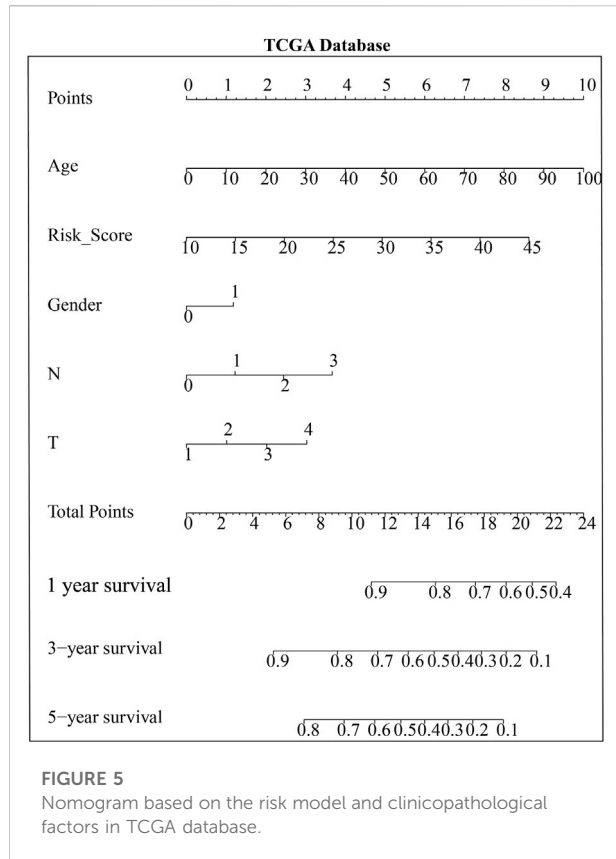 TCGA Database
Points 0 1 2 3 4 5 6 7 8 9 10
Age 0 10 20 30 40 50 60 70 80 90 100
Risk_Score 10 15 20 25 30 35 40 45
Gender 0 1
N 0 1 2 3
T 1 2 3 4
Total Points 0 2 4 6 8 10 12 14 16 18 20 22 24
1 year survival 0.9 0.8 0.7 0.6 0.5 0.4
3−year survival 0.9 0.8 0.7 0.6 0.5 0.4 0.3 0.2 0.1
5−year survival 0.8 0.7 0.6 0.5 0.4 0.3 0.2 0.1
FIGURE 5
Nomogram based on the risk model and clinicopathological
factors in TCGA database.